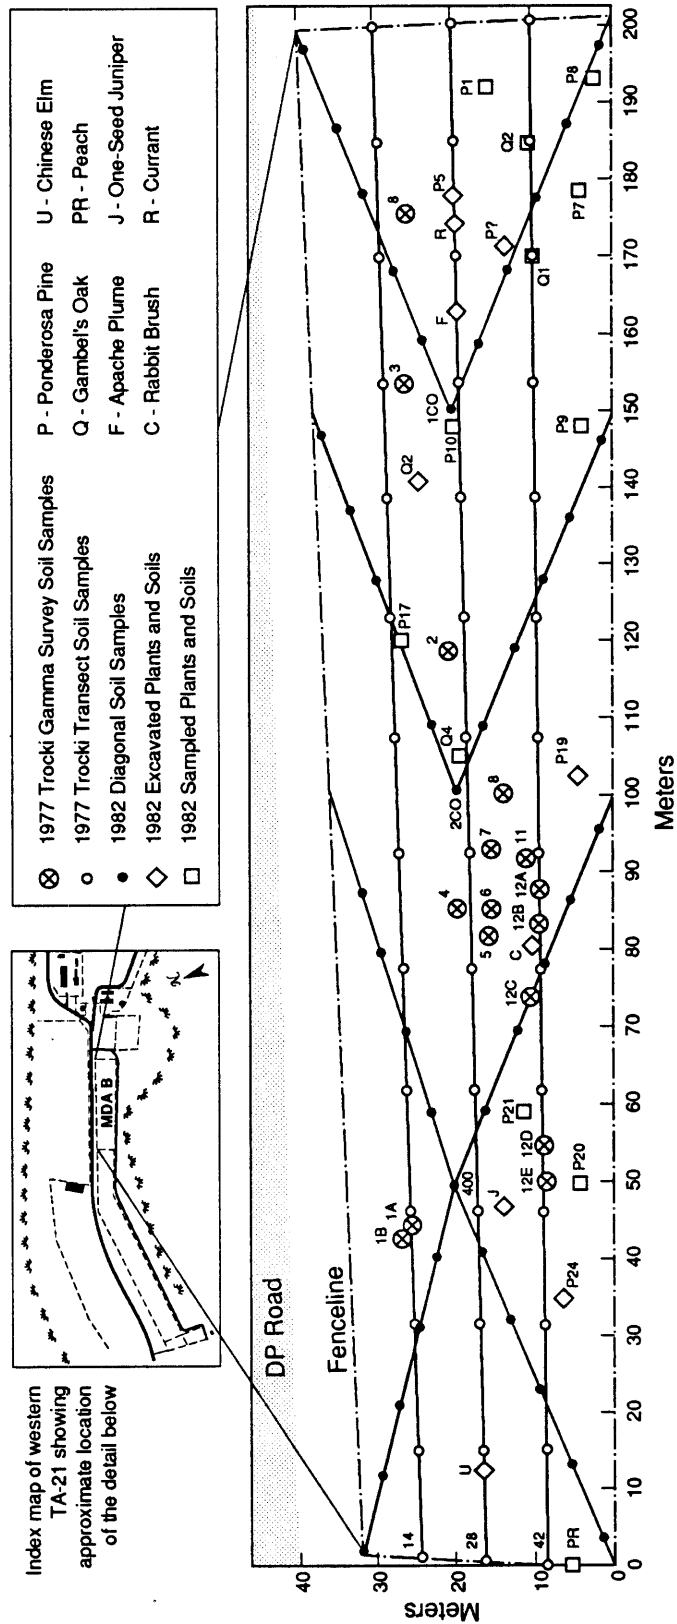 Index map of western
TA-21 showing
approximate location
of the detail below
MDA B
N
1977 Trocki Gamma Survey Soil Samples
1977 Trocki Transect Soil Samples
1982 Diagonal Soil Samples
1982 Excavated Plants and Soils
1982 Sampled Plants and Soils
P - Ponderosa Pine
Q - Gambel's Oak
F - Apache Plume
C - Rabbit Brush
U - Chinese Elm
PR - Peach
J - One-Seed Juniper
R - Currant
DP Road
Fenceline
40
30
20
10
0
Meters
14
28
42
PR
U
1B
1A
400
J
P24
12E
12D
P20
P21
12C
C
12B
12A
11
5
6
4
7
8
2CO
Q4
P19
2
P17
Q2
P10
1CO
P9
3
F
R
P5
P?
Q1
8
Q2
P7
P1
P8
0
10
20
30
40
50
60
70
80
90
100
110
120
130
140
150
160
170
180
190
200
Meters